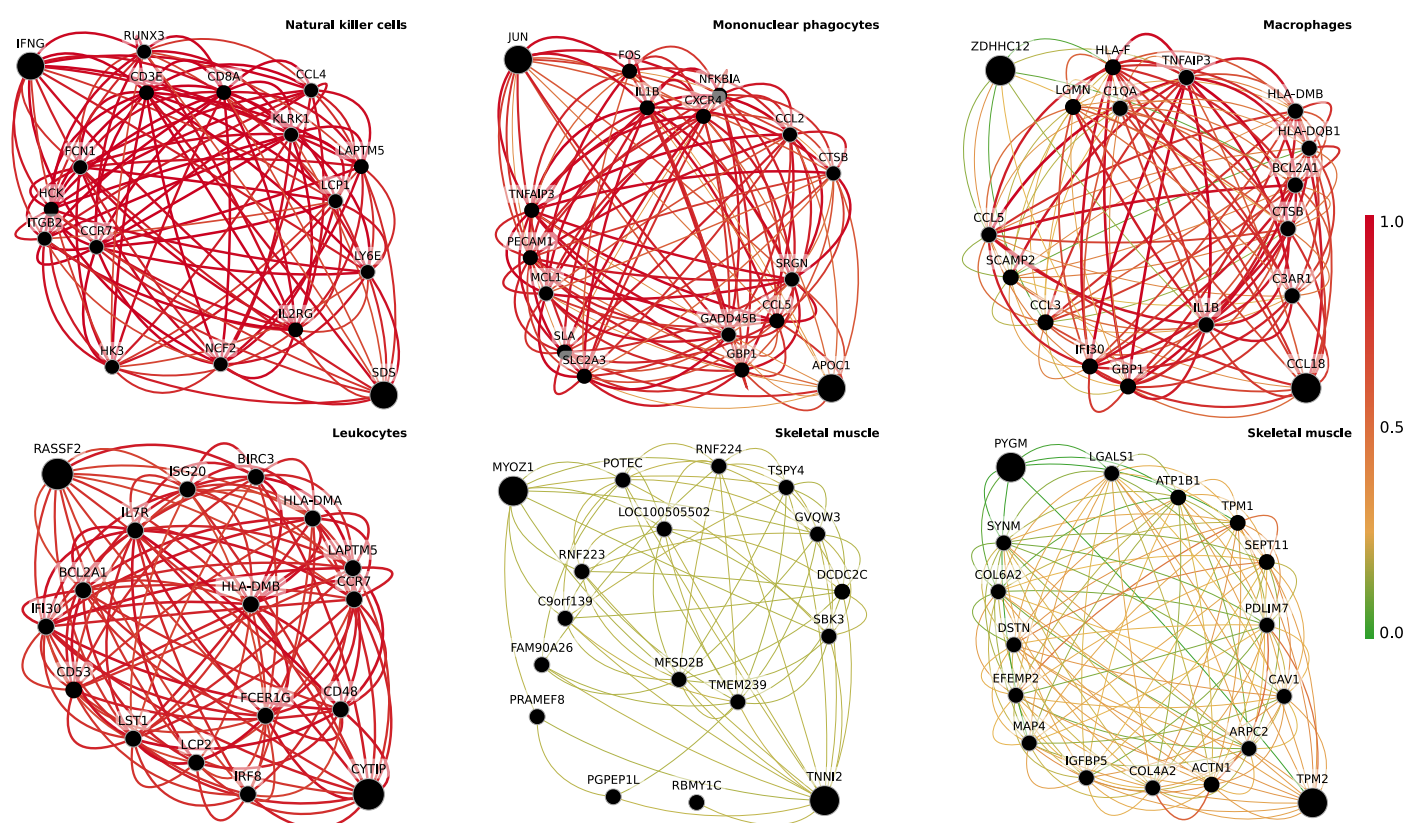 Natural killer cells
IFNG
RUNX3
CD3E
CD8A
CCL4
KLRK1
FCN1
LAPTM5
LCP1
HCK
ITGB2
CCR7
LY6E
IL2RG
HK3
NCF2
SDS
Mononuclear phagocytes
JUN
FOS
NFKBIA
IL1B
CXCR4
CCL2
CTSB
TNFAIP3
PECAM1
MCL1
SRGN
CCL5
GADD45B
SLA
SLC2A3
GBP1
APOC1
Macrophages
ZDHHC12
HLA-F
TNFAIP3
LGMN
C1QA
HLA-DMB
HLA-DQB1
BCL2A1
CTSB
CCL5
SCAMP2
C3AR1
CCL3
IL1B
IFI30
GBP1
CCL18
1.0
0.5
0.0
Leukocytes
RASSF2
ISG20
BIRC3
HLA-DMA
IL7R
LAPTM5
BCL2A1
HLA-DMB
CCR7
IFI30
CD53
FCER1G
CD48
LST1
LCP2
IRF8
CYTIP
Skeletal muscle
MYOZ1
POTEC
RNF224
TSPY4
LOC100505502
GVQW3
RNF223
DCDC2C
C9orf139
SBK3
FAM90A26
MFSD2B
TMEM239
PRAMEF8
PGPEP1L
RBMY1C
TNNI2
Skeletal muscle
PYGM
LGALS1
ATP1B1
TPM1
SYNM
SEPT11
COL6A2
PDLIM7
DSTN
EFEMP2
CAV1
MAP4
ARPC2
IGFBP5
COL4A2
ACTN1
TPM2